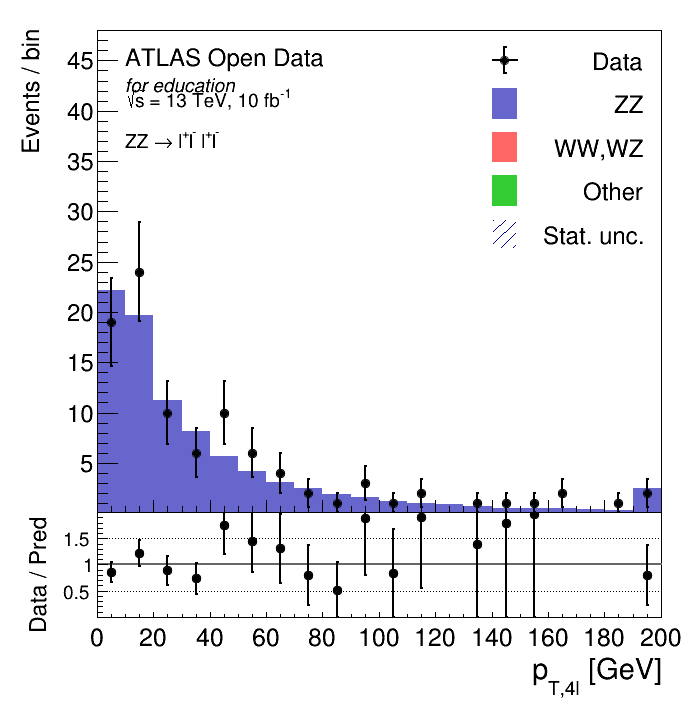 Events / bin
45
40
35
30
25
20
15
10
5
ATLAS Open Data
for education
√s = 13 TeV, 10 fb⁻¹
ZZ → l⁺l⁻ l⁺l⁻
Data
ZZ
WW,WZ
Other
Stat. unc.
Data / Pred
1.5
1
0.5
0 20 40 60 80 100 120 140 160 180 200
p_T,4l [GeV]